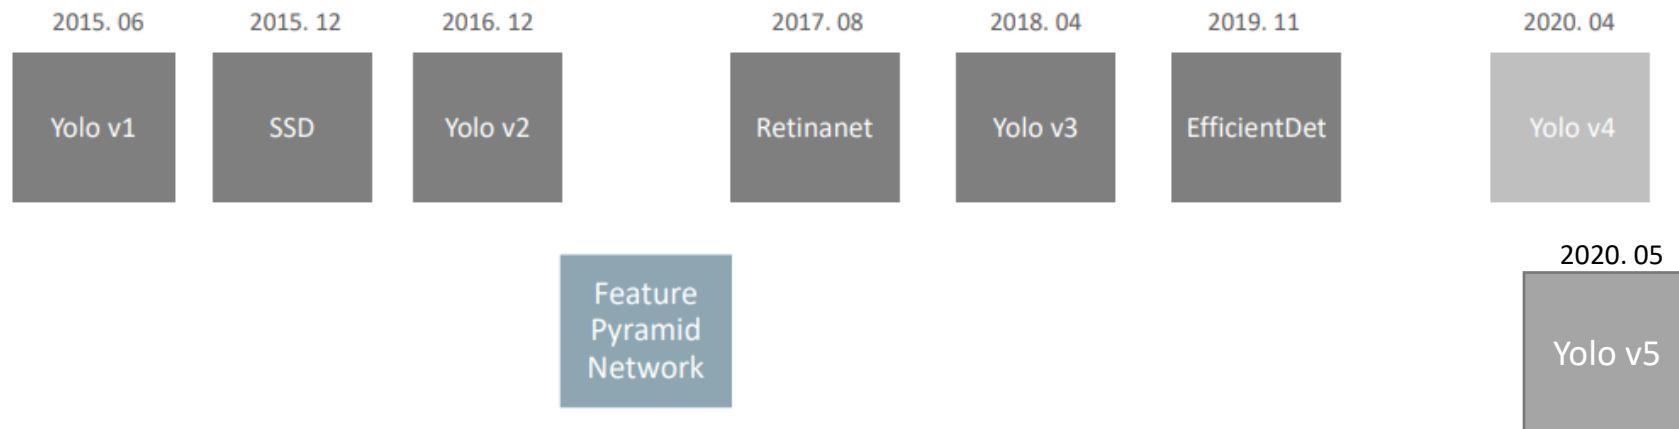 2015. 06
2015. 12
2016. 12
2017. 08
2018. 04
2019. 11
2020. 04
Yolo v1
SSD
Yolo v2
Retinanet
Yolo v3
EfficientDet
Yolo v4
2020. 05
Feature
Pyramid
Network
Yolo v5